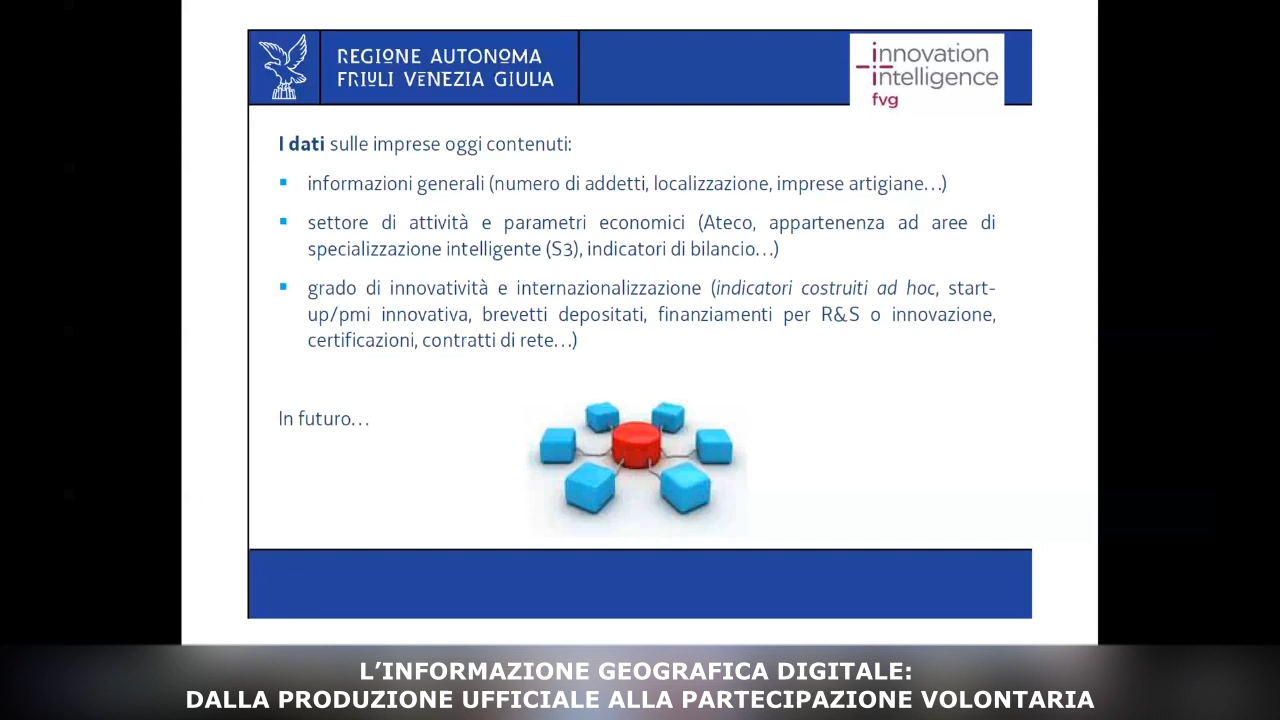 REGIONE AUTONOMA
FRIULI VENEZIA GIULIA
innovation
intelligence
fvg
I dati sulle imprese oggi contenuti:
▪ informazioni generali (numero di addetti, localizzazione, imprese artigiane…)
▪ settore di attività e parametri economici (Ateco, appartenenza ad aree di
specializzazione intelligente (S3), indicatori di bilancio…)
▪ grado di innovatività e internazionalizzazione (indicatori costruiti ad hoc, start-
up/pmi innovativa, brevetti depositati, finanziamenti per R&S o innovazione,
certificazioni, contratti di rete…)
In futuro…
L’INFORMAZIONE GEOGRAFICA DIGITALE:
DALLA PRODUZIONE UFFICIALE ALLA PARTECIPAZIONE VOLONTARIA